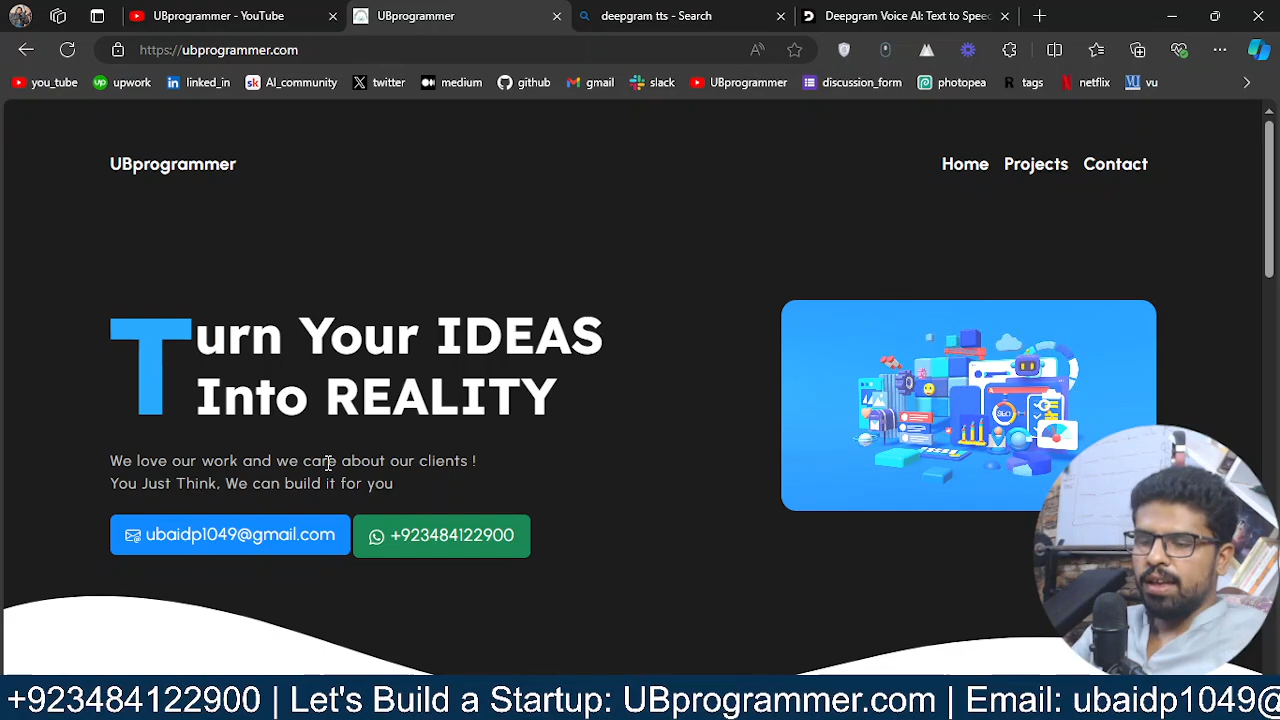 UBprogrammer - YouTube
UBprogrammer
deepgram tts - Search
Deepgram Voice AI: Text to Speec
https://ubprogrammer.com
you_tube
upwork
linked_in
AI_community
twitter
medium
github
gmail
slack
UBprogrammer
discussion_form
photopea
tags
netflix
vu
UBprogrammer
Home
Projects
Contact
Turn Your IDEAS
Into REALITY
We love our work and we care about our clients !
You Just Think, We can build it for you
ubaidp1049@gmail.com
+923484122900
+923484122900 | Let's Build a Startup: UBprogrammer.com | Email: ubaidp1049@